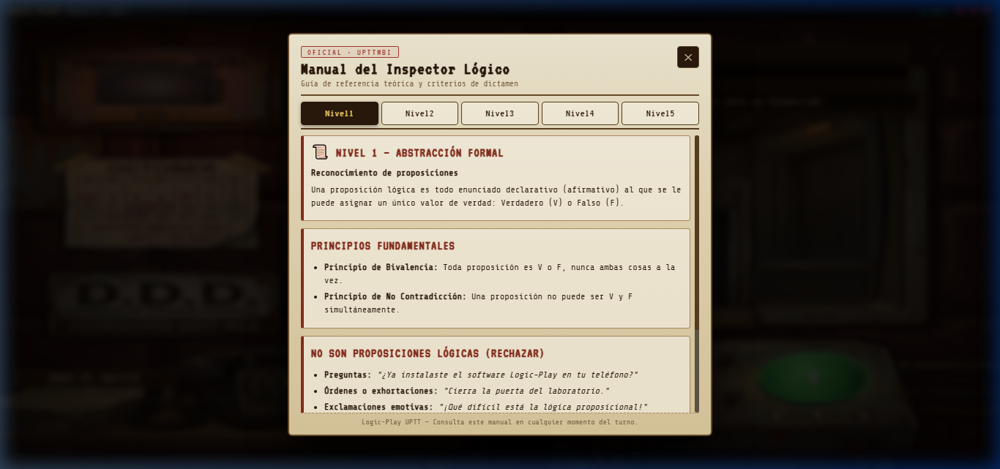 OFICIAL · UPTTMBI
Manual del Inspector Lógico
Guía de referencia teórica y criterios de dictamen
Nivel1 Nivel2 Nivel3 Nivel4 Nivel5
NIVEL 1 — ABSTRACCIÓN FORMAL
Reconocimiento de proposiciones
Una proposición lógica es todo enunciado declarativo (afirmativo) al que se le
puede asignar un único valor de verdad: Verdadero (V) o Falso (F).
PRINCIPIOS FUNDAMENTALES
• Principio de Bivalencia: Toda proposición es V o F, nunca ambas cosas a la
vez.
• Principio de No Contradicción: Una proposición no puede ser V y F
simultáneamente.
NO SON PROPOSICIONES LÓGICAS (RECHAZAR)
• Preguntas: "¿Ya instalaste el software Logic-Play en tu teléfono?"
• Órdenes o exhortaciones: "Cierra la puerta del laboratorio."
• Exclamaciones emotivas: "¡Qué difícil está la lógica proposicional!"
Logic-Play UPTT — Consulta este manual en cualquier momento del turno.
D.D.D.